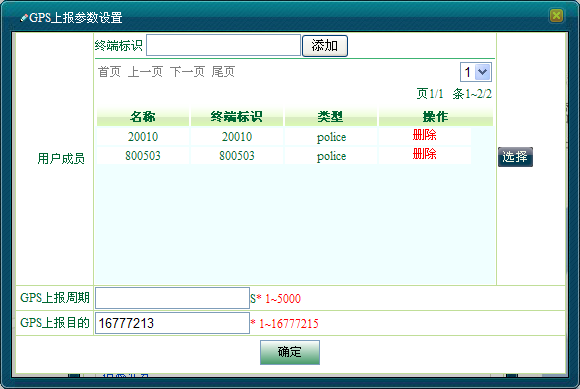 GPS上报参数设置
终端标识 添加
首页 上一页 下一页 尾页 1
页1/1 条1~2/2
名称 终端标识 类型 操作
20010 20010 police 删除
800503 800503 police 删除
用户成员 选择
GPS上报周期 S* 1~5000
GPS上报目的 16777213 * 1~16777215
确定